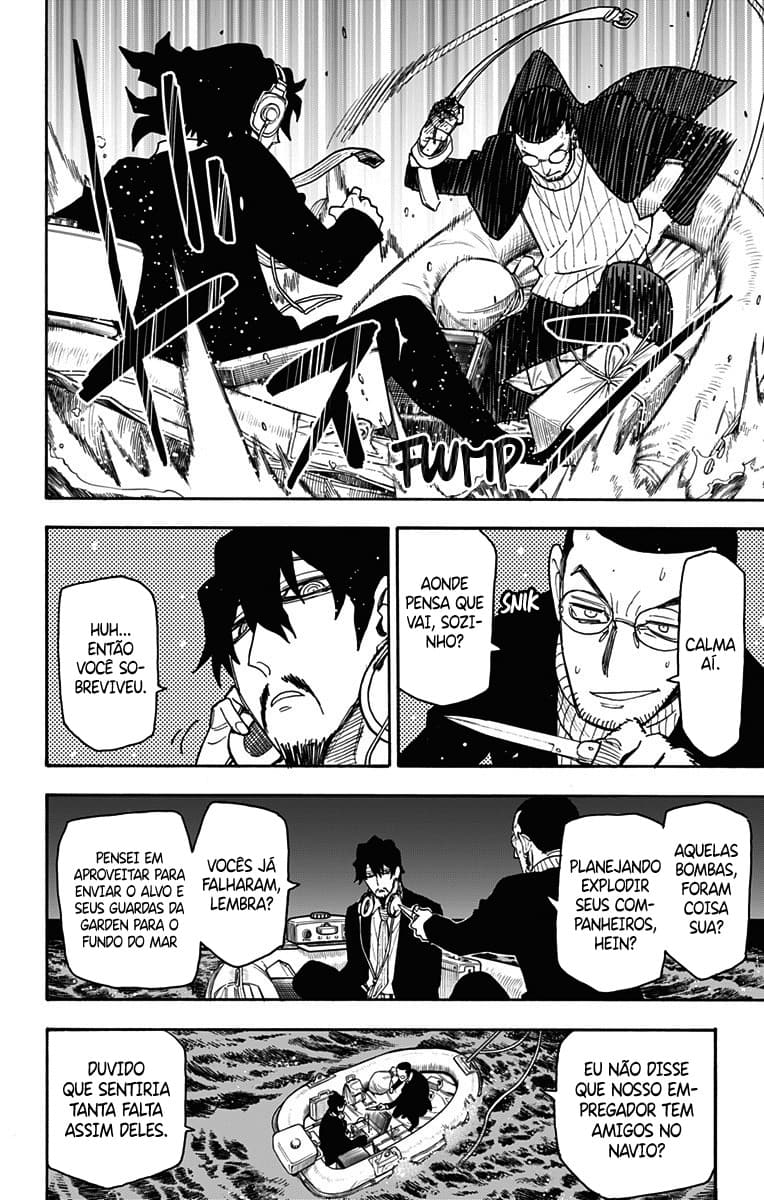 FWMP
CALMA
AÍ.
SNIK
AONDE
PENSA QUE
VAI, SOZI-
NHO?
HUH...
ENTÃO
VOCÊ SO-
BREVIVEU.
AQUELAS
BOMBAS,
FORAM
COISA
SUA?
PLANEJANDO
EXPLODIR
SEUS COM-
PANHEIROS,
HEIN?
VOCÊS JÁ
FALHARAM,
LEMBRA?
PENSEI EM
APROVEITAR PARA
ENVIAR O ALVO E
SEUS GUARDAS DA
GARDEN PARA O
FUNDO DO MAR
EU NÃO DISSE
QUE NOSSO EM-
PREGADOR TEM
AMIGOS NO
NAVIO?
DUVIDO
QUE SENTIRIA
TANTA FALTA
ASSIM DELES.